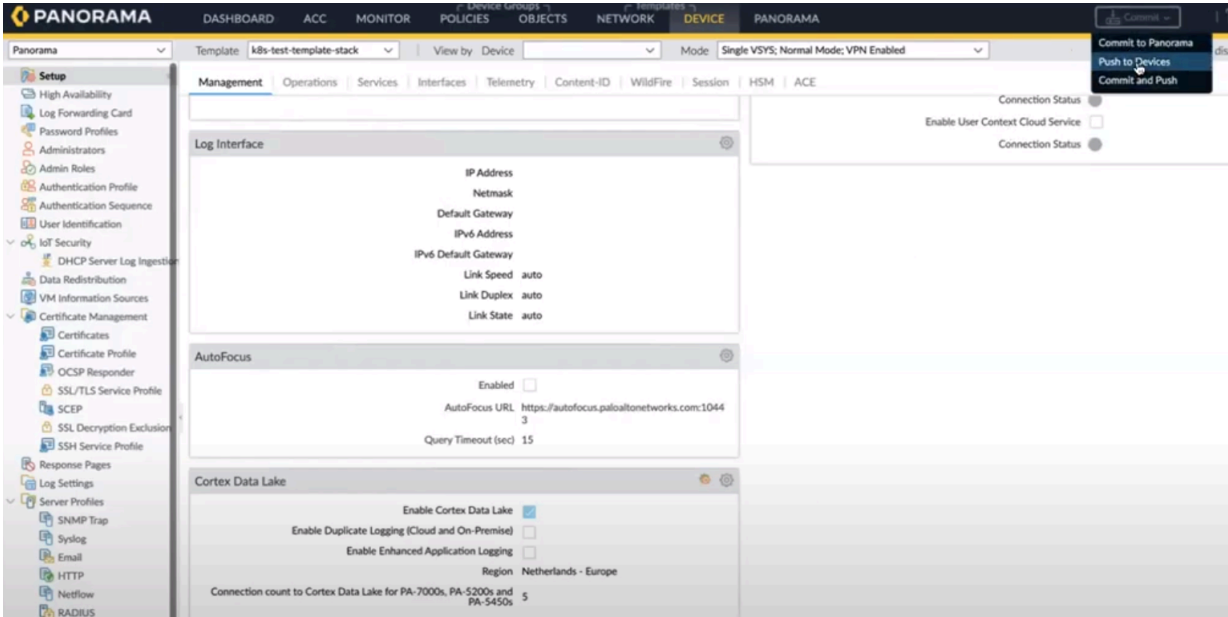 PANORAMA
DASHBOARD ACC MONITOR POLICIES OBJECTS NETWORK DEVICE PANORAMA
Device Groups
Templates
Commit
Commit to Panorama
Push to Devices
Commit and Push
Panorama
Template k8s-test-template-stack View by Device Mode Single VSYS; Normal Mode; VPN Enabled
Management Operations Services Interfaces Telemetry Content-ID WildFire Session HSM ACE
Setup
High Availability
Log Forwarding Card
Password Profiles
Administrators
Admin Roles
Authentication Profile
Authentication Sequence
User Identification
IoT Security
DHCP Server Log Ingestion
Data Redistribution
VM Information Sources
Certificate Management
Certificates
Certificate Profile
OCSP Responder
SSL/TLS Service Profile
SCEP
SSL Decryption Exclusion
SSH Service Profile
Response Pages
Log Settings
Server Profiles
SNMP Trap
Syslog
Email
HTTP
Netflow
RADIUS
Log Interface
IP Address
Netmask
Default Gateway
IPv6 Address
IPv6 Default Gateway
Link Speed auto
Link Duplex auto
Link State auto
AutoFocus
Enabled
AutoFocus URL https://autofocus.paloaltonetworks.com:1044
3
Query Timeout (sec) 15
Cortex Data Lake
Enable Cortex Data Lake
Enable Duplicate Logging (Cloud and On-Premise)
Enable Enhanced Application Logging
Region Netherlands - Europe
Connection count to Cortex Data Lake for PA-7000s, PA-5200s and
PA-5450s 5
Connection Status
Enable User Context Cloud Service
Connection Status